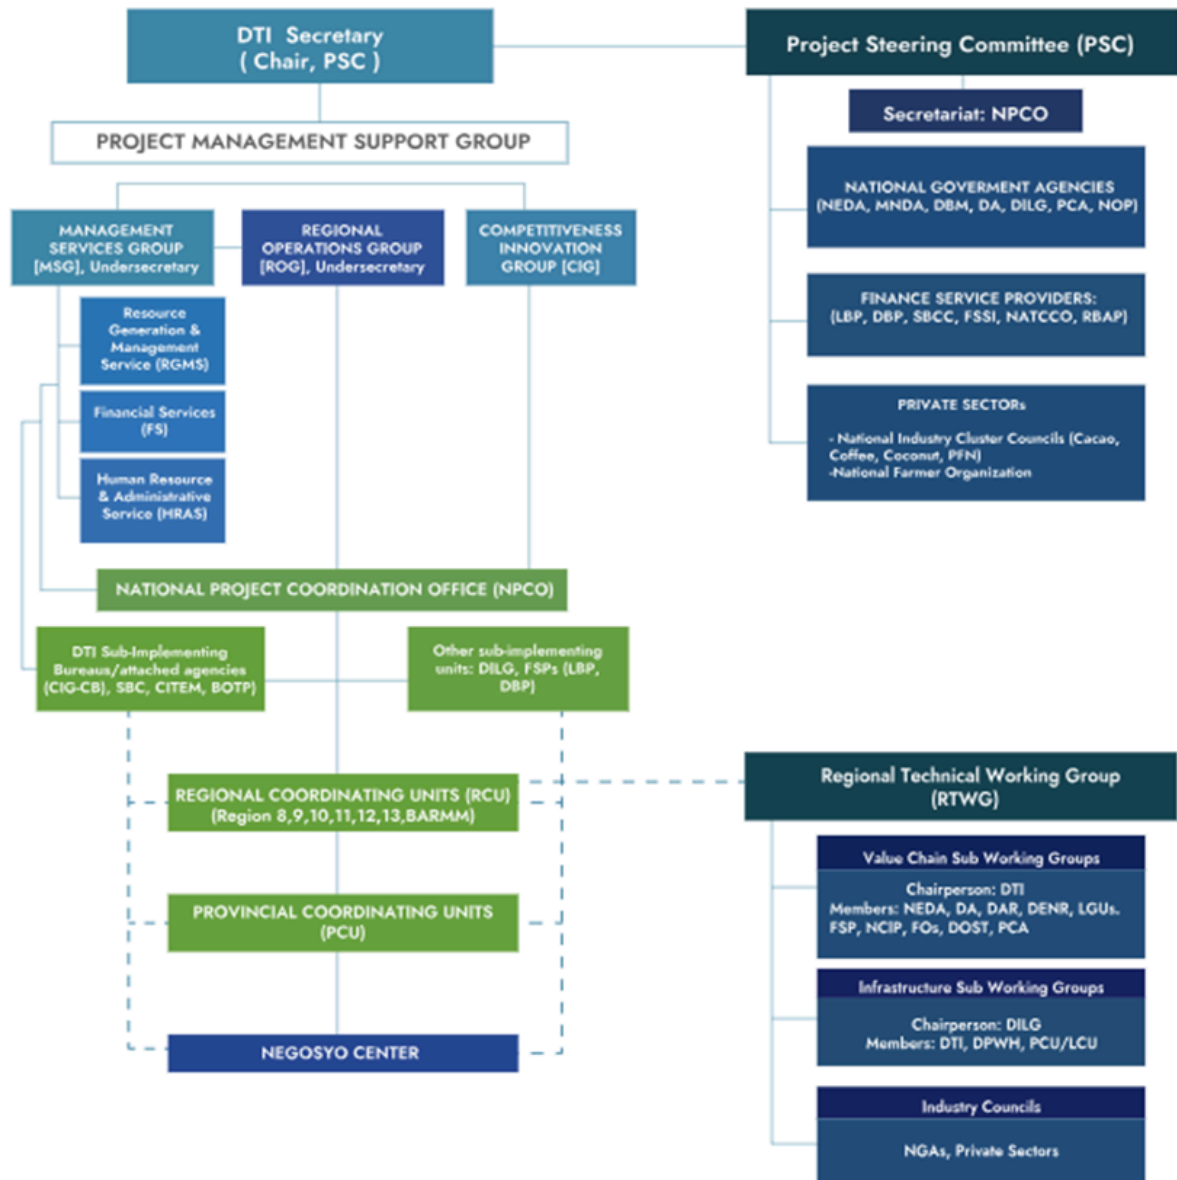 DTI Secretary
( Chair, PSC )
Project Steering Committee (PSC)
Secretariat: NPCO
PROJECT MANAGEMENT SUPPORT GROUP
NATIONAL GOVERMENT AGENCIES
(NEDA, MNDA, DBM, DA, DILG, PCA, NOP)
MANAGEMENT
SERVICES GROUP
[MSG], Undersecretary
REGIONAL
OPERATIONS GROUP
[ROG], Undersecretary
COMPETITIVENESS
INNOVATION
GROUP [CIG]
FINANCE SERVICE PROVIDERS:
(LBP, DBP, SBCC, FSSI, NATCCO, RBAP)
Resource
Generation &
Management
Service (RGMS)
Financial Services
(FS)
Human Resource
& Administrative
Service (HRAS)
PRIVATE SECTORs
- National Industry Cluster Councils (Cacao,
Coffee, Coconut, PFN)
-National Farmer Organization
NATIONAL PROJECT COORDINATION OFFICE (NPCO)
DTI Sub-Implementing
Bureaus/attached agencies
(CIG-CB), SBC, CITEM, BOTP)
Other sub-implementing
units: DILG, FSPs (LBP,
DBP)
REGIONAL COORDINATING UNITS (RCU)
(Region 8,9,10,11,12,13,BARMM)
PROVINCIAL COORDINATING UNITS
(PCU)
NEGOSYO CENTER
Regional Technical Working Group
(RTWG)
Value Chain Sub Working Groups
Chairperson: DTI
Members: NEDA, DA, DAR, DENR, LGUs.
FSP, NCIP, FOs, DOST, PCA
Infrastructure Sub Working Groups
Chairperson: DILG
Members: DTI, DPWH, PCU/LCU
Industry Councils
NGAs, Private Sectors